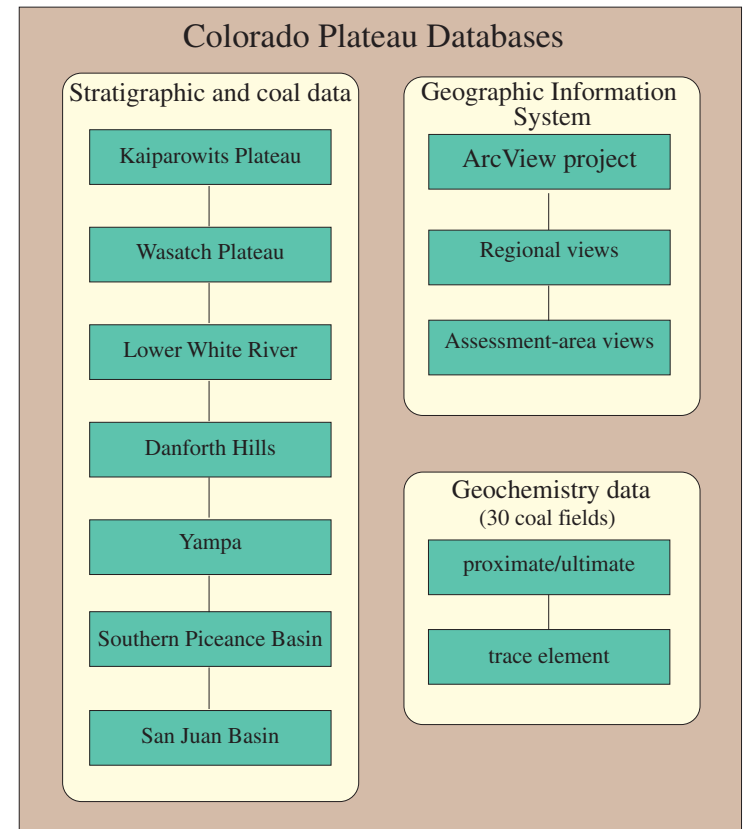 Colorado Plateau Databases
Stratigraphic and coal data
Kaiparowits Plateau
Wasatch Plateau
Lower White River
Danforth Hills
Yampa
Southern Piceance Basin
San Juan Basin
Geographic Information
System
ArcView project
Regional views
Assessment-area views
Geochemistry data
(30 coal fields)
proximate/ultimate
trace element